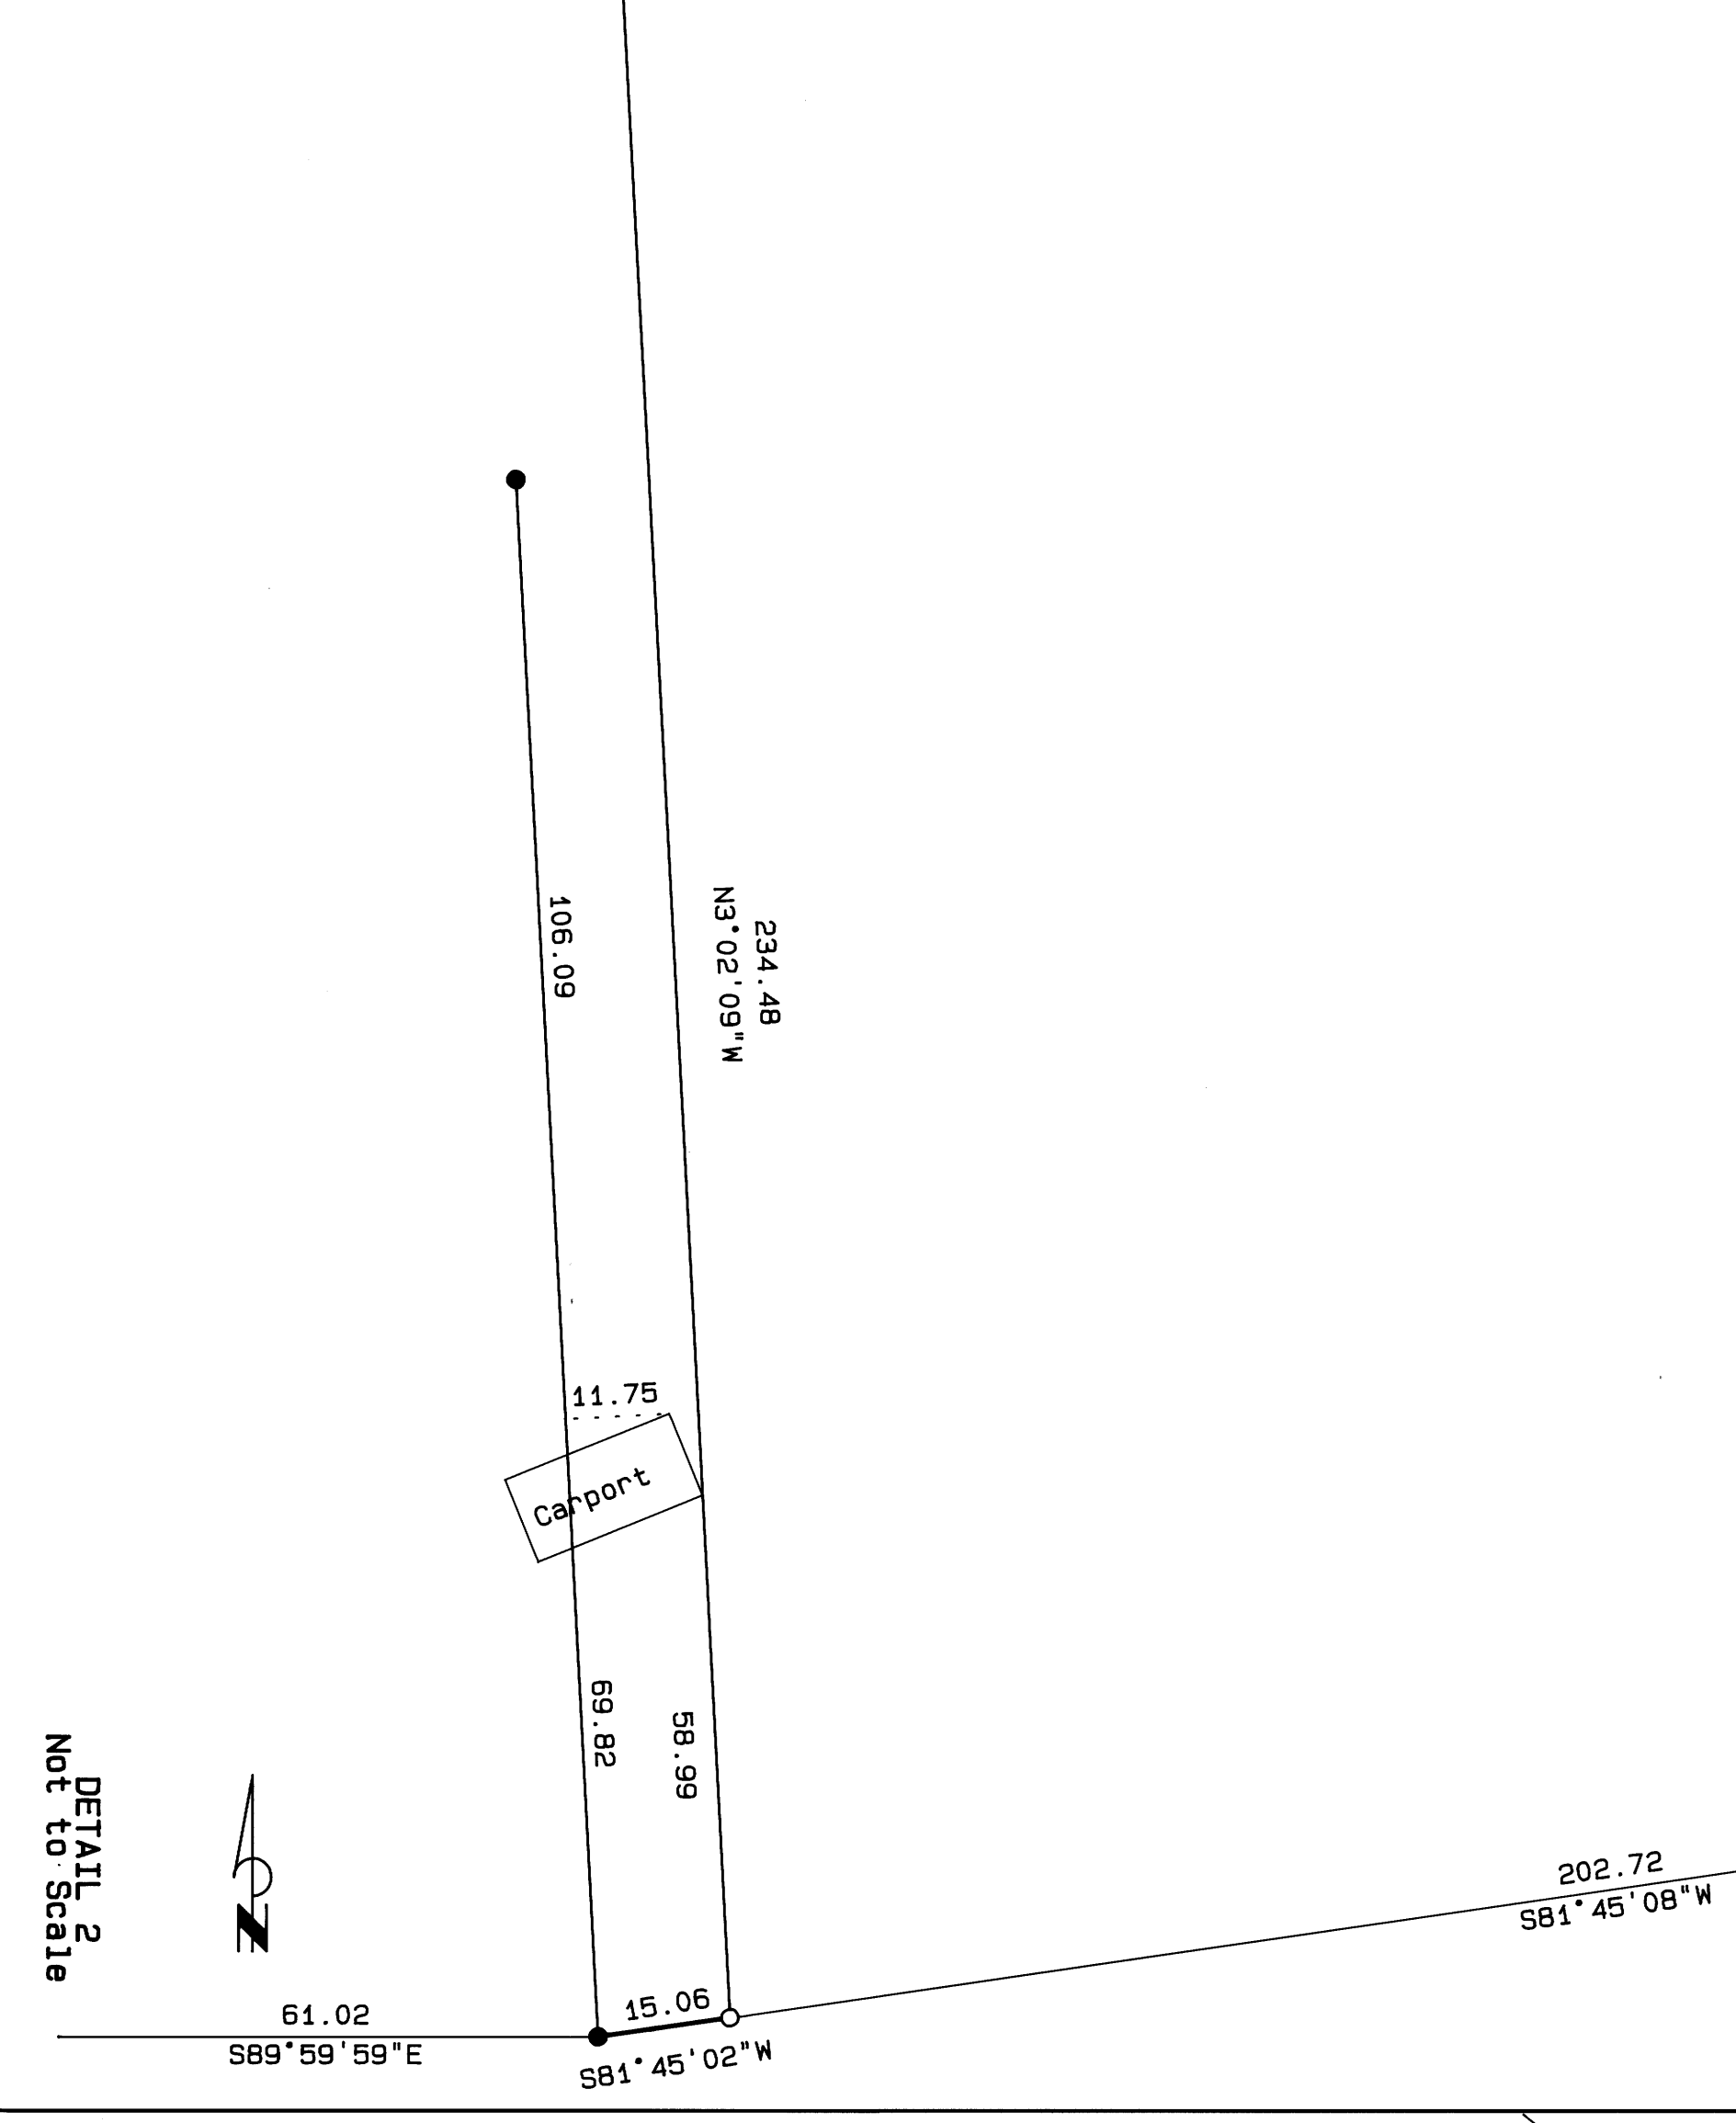 106.09
234.48
N3°02'09"W
11.75
Carport
69.82
58.99
DETAIL 2
Not to Scale
N
202.72
S81°45'08"W
61.02
S89°59'59"E
15.06
S81°45'02"W